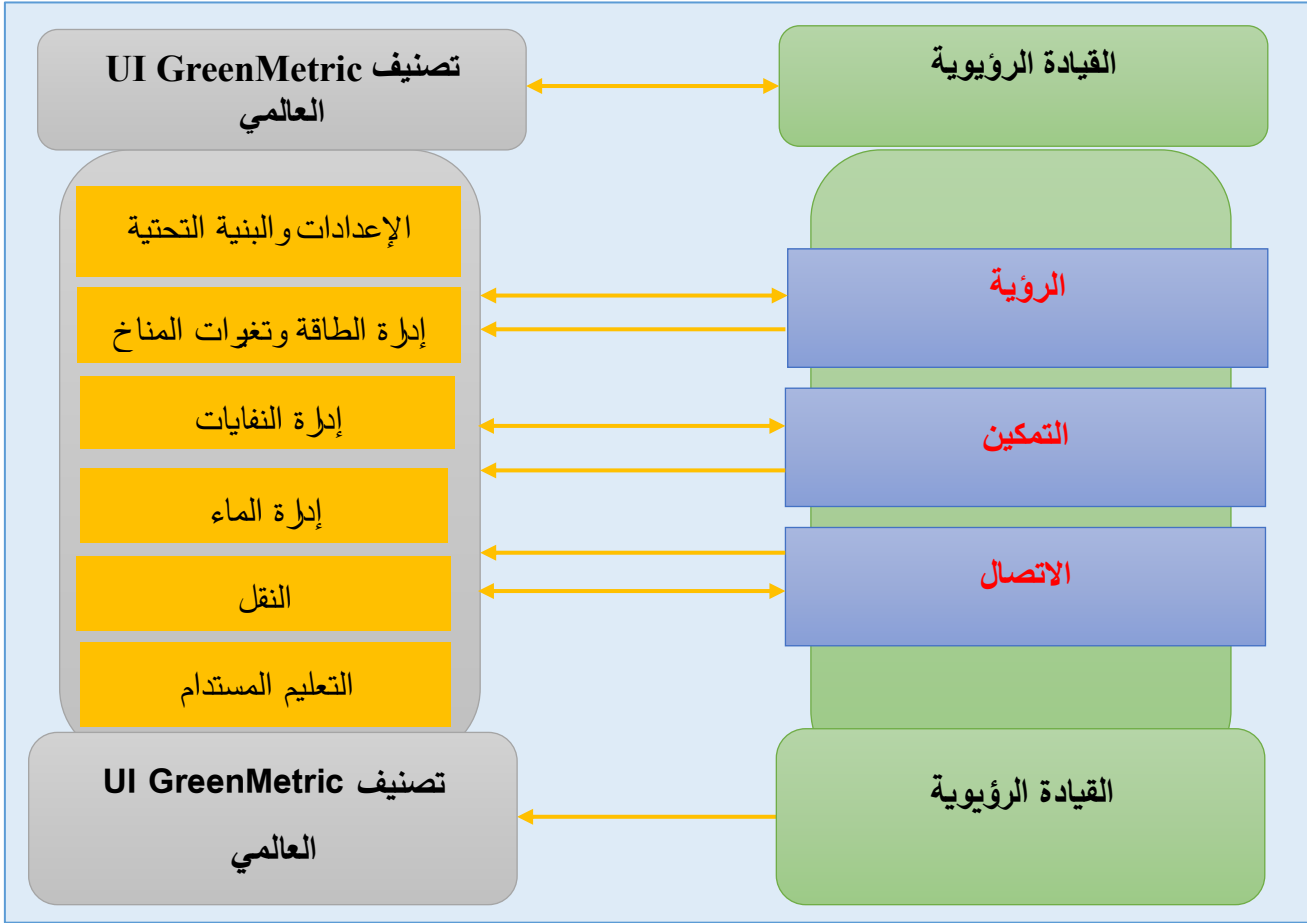 القيادة الرؤيوية
تصنيف UI GreenMetric
العالمي
الرؤية
التمكين
الاتصال
الإعدادات والبنية التحتية
إدارة الطاقة وتغيرات المناخ
إدارة النفايات
إدارة الماء
النقل
التعليم المستدام
القيادة الرؤيوية
تصنيف UI GreenMetric
العالمي